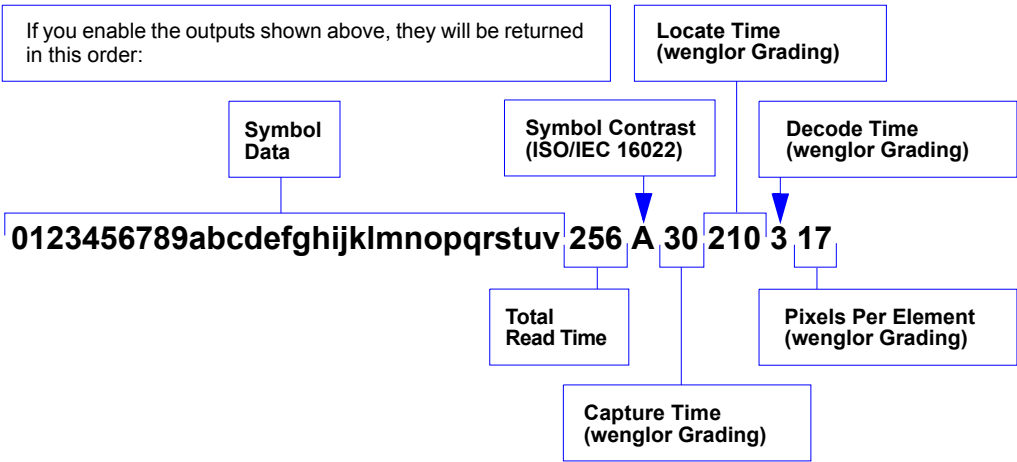 If you enable the outputs shown above, they will be returned
in this order:
Locate Time
(wenglor Grading)
Symbol
Data
Symbol Contrast
(ISO/IEC 16022)
Decode Time
(wenglor Grading)
0123456789abcdefghijklmnopqrstuv 256 A 30 210 3 17
Total
Read Time
Pixels Per Element
(wenglor Grading)
Capture Time
(wenglor Grading)